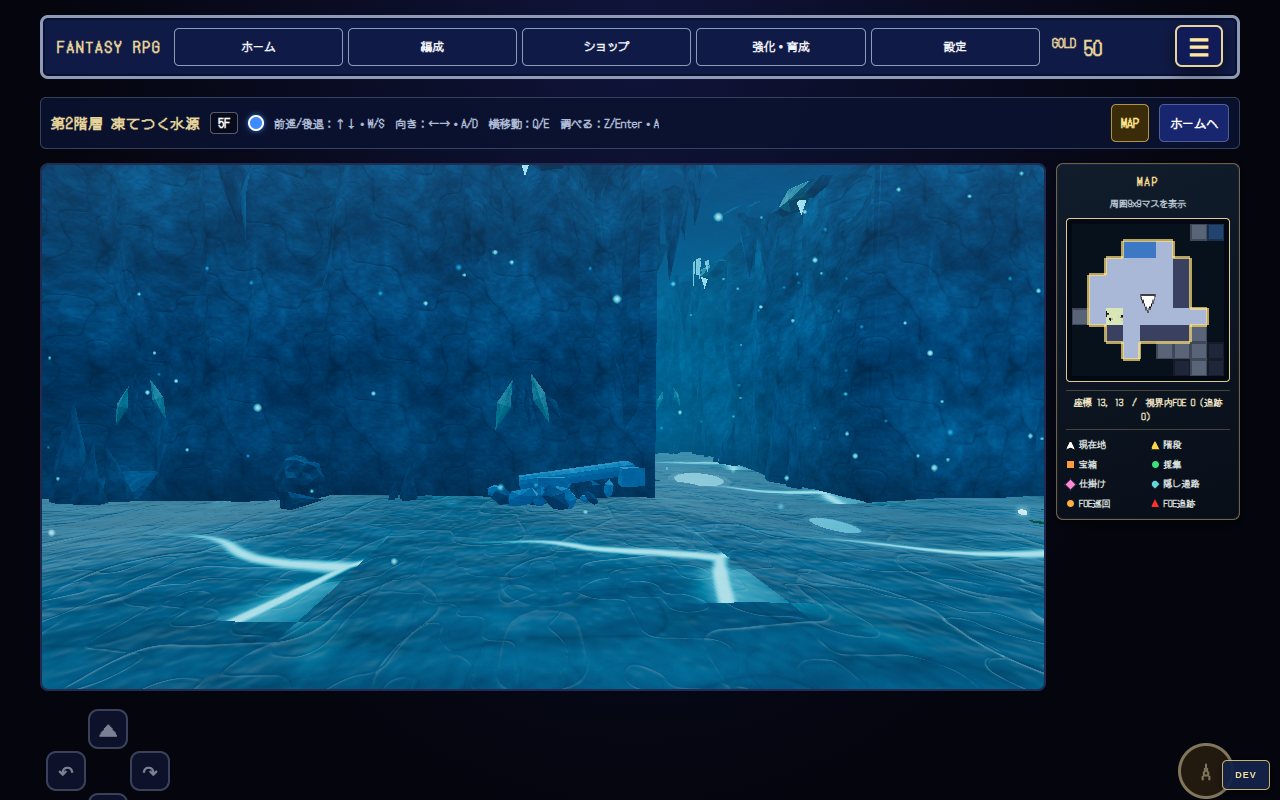 FANTASY RPG
ホーム
編成
ショップ
強化・育成
設定
GOLD 50
第2階層 凍てつく水源 5F 前進/後退：↑↓・W/S 向き：←→・A/D 横移動：Q/E 調べる：Z/Enter・A
MAP
ホームへ
MAP
周囲9x9マスを表示
座標 13, 13 / 視界内FOE 0（追跡
0）
現在地
階段
宝箱
採集
仕掛け
隠し通路
FOE巡回
FOE追跡
A
DEV